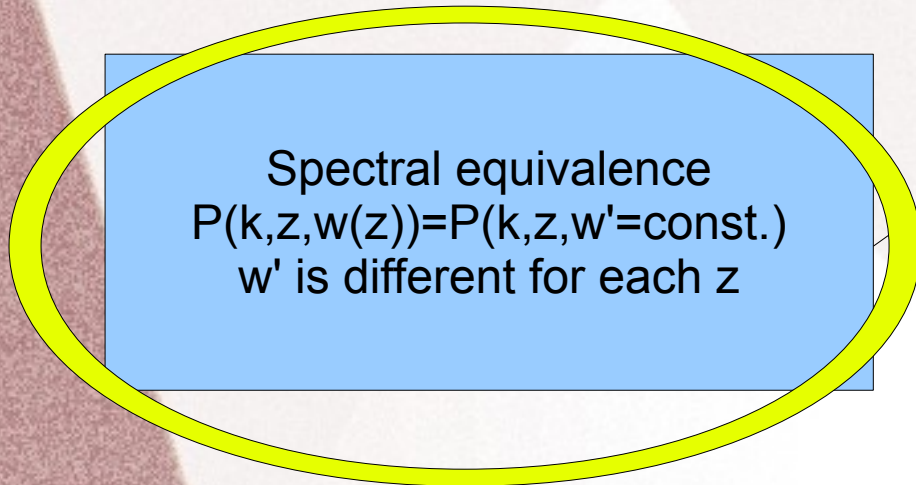 Spectral equivalence
P(k,z,w(z))=P(k,z,w'=const.)
w' is different for each z